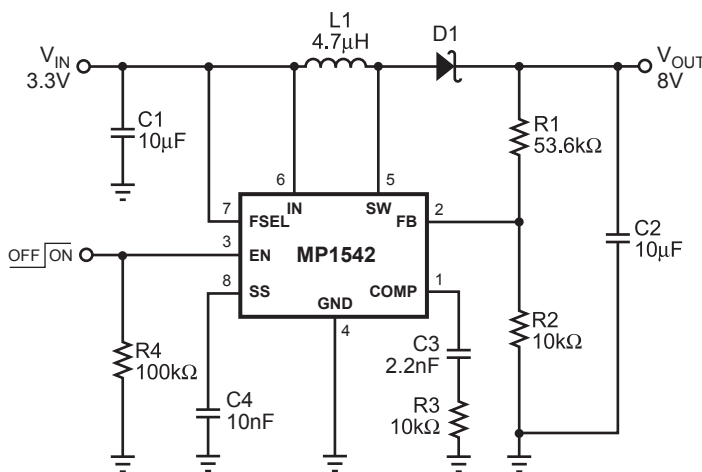 L1
4.7μH
D1
VIN
3.3V
VOUT
8V
C1
10μF
R1
53.6kΩ
6
5
IN
SW
7
FSEL
2
FB
3
EN
MP1542
OFF ON
C2
10μF
8
SS
COMP
1
GND
4
R2
10kΩ
C3
2.2nF
R4
100kΩ
C4
10nF
R3
10kΩ